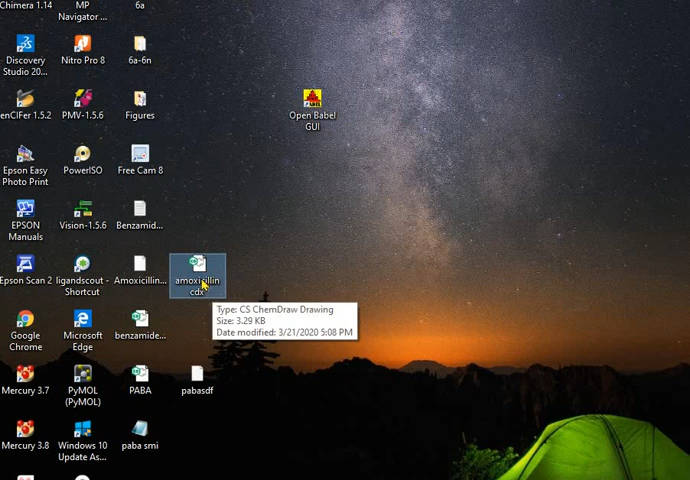 Chimera 1.14
MP
Navigator ...
6a
Discovery
Studio 20...
Nitro Pro 8
6a-6n
enCIFer 1.5.2
PMV-1.5.6
Figures
Open Babel
GUI
Epson Easy
Photo Print
PowerISO
Free Cam 8
EPSON
Manuals
Vision-1.5.6
Benzamid...
Epson Scan 2
ligandscout -
Shortcut
Amoxicillin...
amoxicillin
cdx
Type: CS ChemDraw Drawing
Size: 3.29 KB
Date modified: 3/21/2020 5:08 PM
Google
Chrome
Microsoft
Edge
benzamide...
Mercury 3.7
PyMOL
(PyMOL)
PABA
pabasdf
Mercury 3.8
Windows 10
Update As...
paba smi